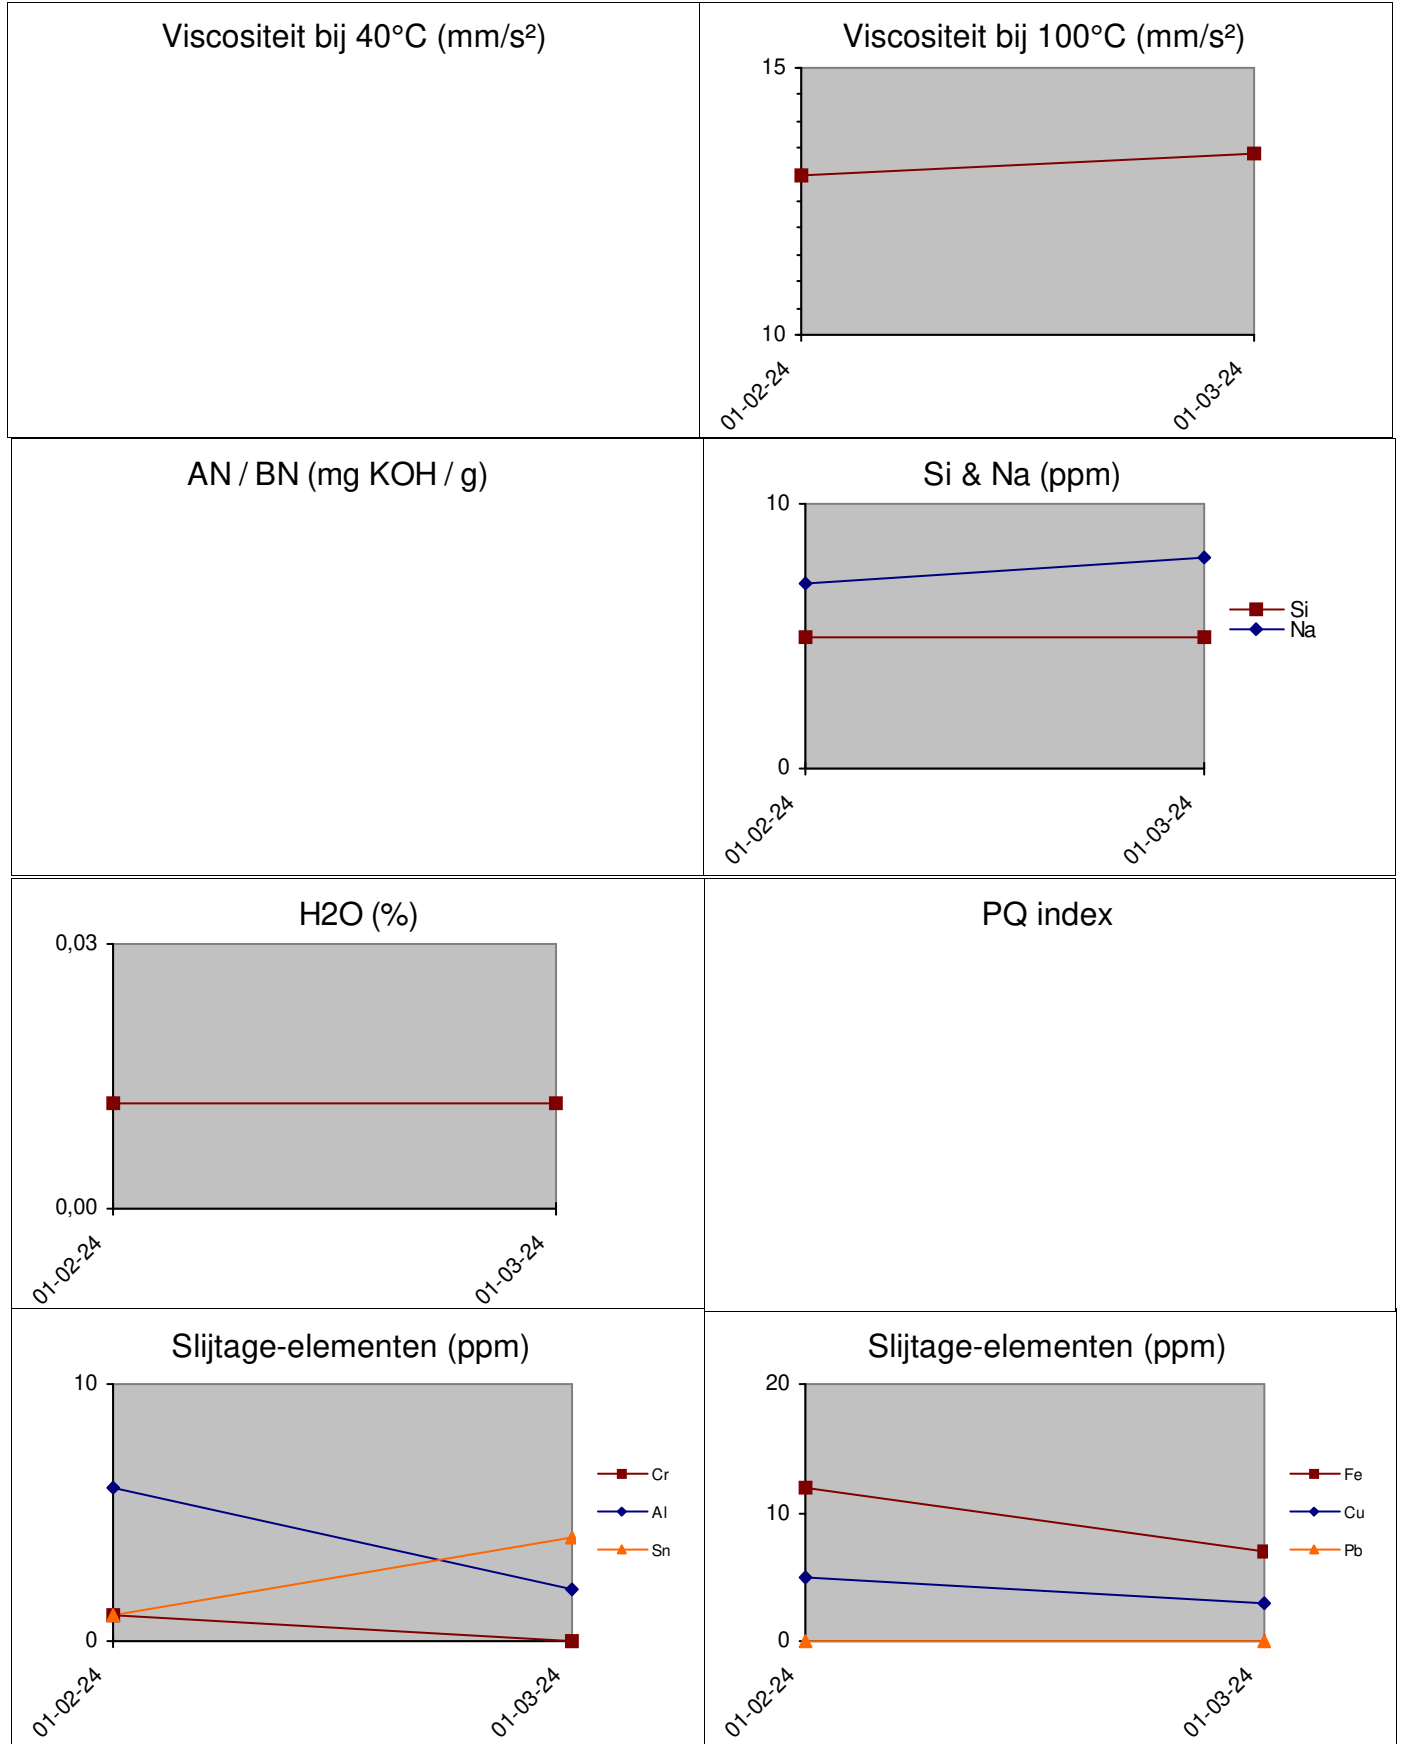 Viscositeit bij 40°C (mm/s²)
Viscositeit bij 100°C (mm/s²)
15
10
01-02-24
01-03-24
AN / BN (mg KOH / g)
Si & Na (ppm)
10
0
01-02-24
01-03-24
Si
Na
H2O (%)
0,03
0,00
01-02-24
01-03-24
PQ index
Slijtage-elementen (ppm)
10
0
01-02-24
01-03-24
Cr
Al
Sn
Slijtage-elementen (ppm)
20
10
0
01-02-24
01-03-24
Fe
Cu
Pb